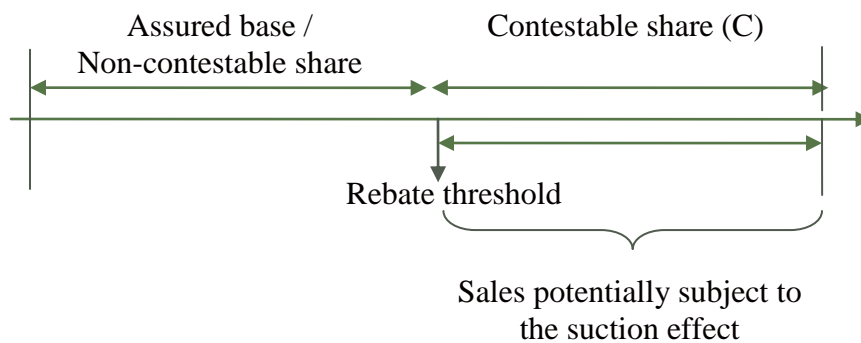 Assured base /
Non-contestable share
Contestable share (C)
Rebate threshold
Sales potentially subject to
the suction effect